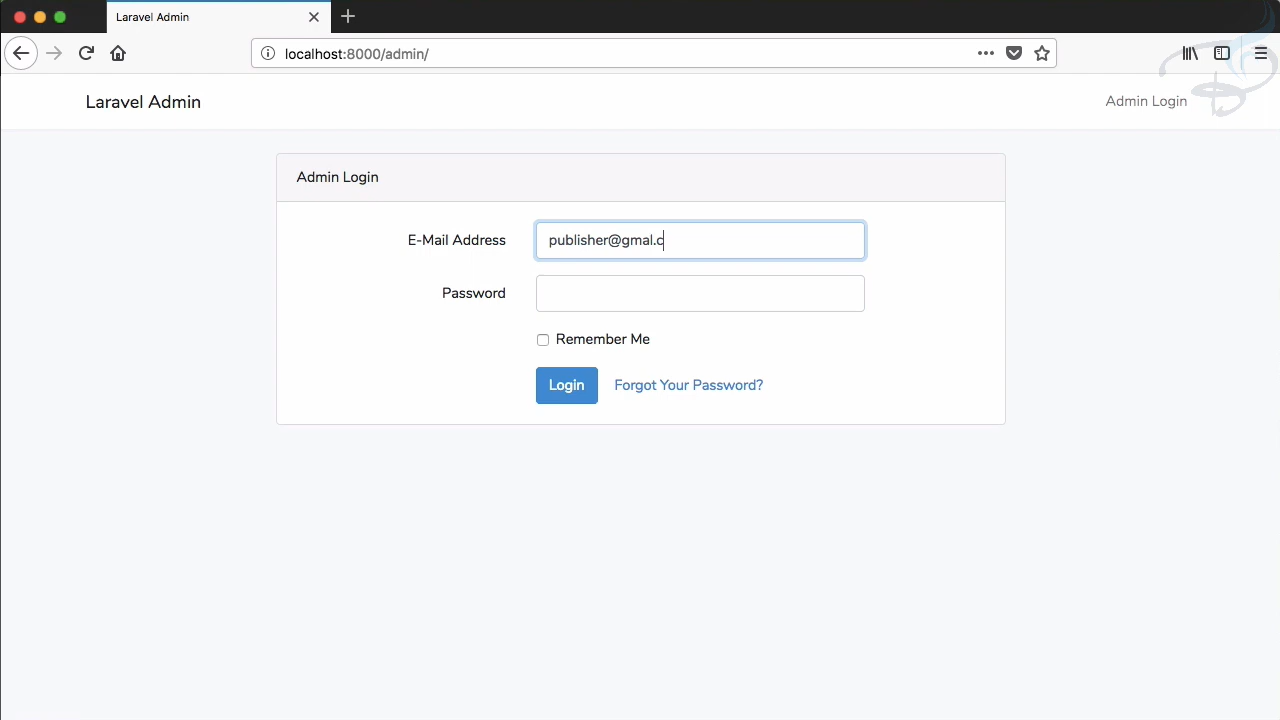 Laravel Admin
localhost:8000/admin/
Laravel Admin
Admin Login
Admin Login
E-Mail Address
publisher@gmal.c
Password
Remember Me
Login
Forgot Your Password?